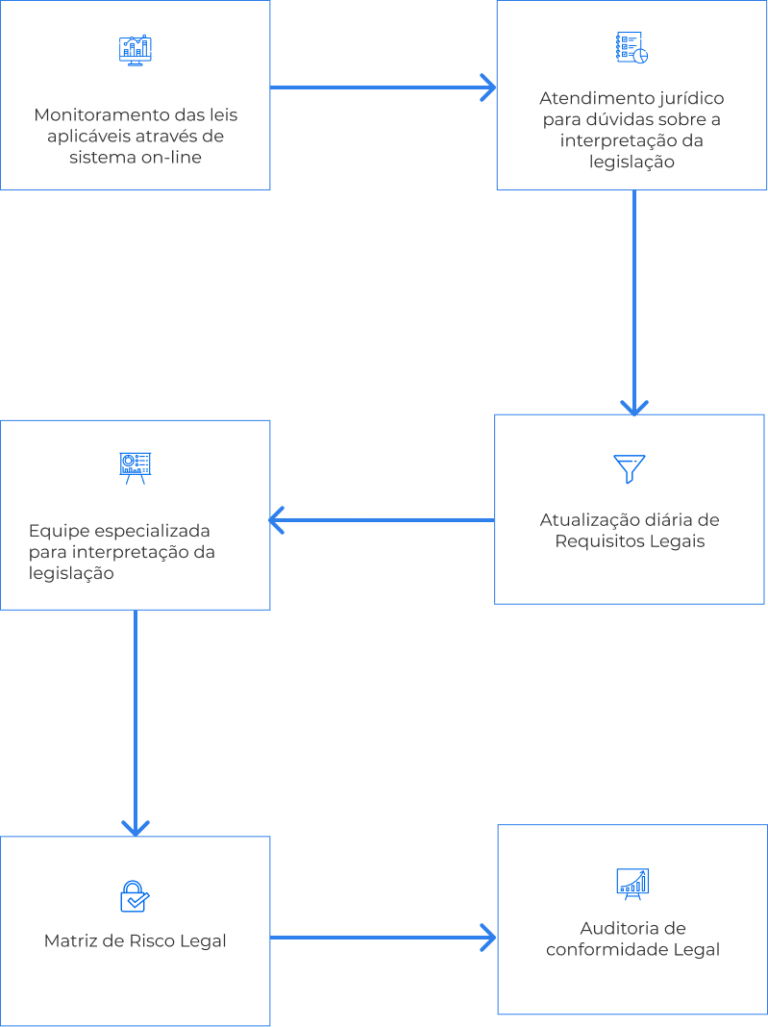 Monitoramento das leis
aplicáveis através de
sistema on-line
Atendimento jurídico
para dúvidas sobre a
interpretação da
legislação
Atualização diária de
Requisitos Legais
Equipe especializada
para interpretação da
legislação
Matriz de Risco Legal
Auditoria de
conformidade Legal